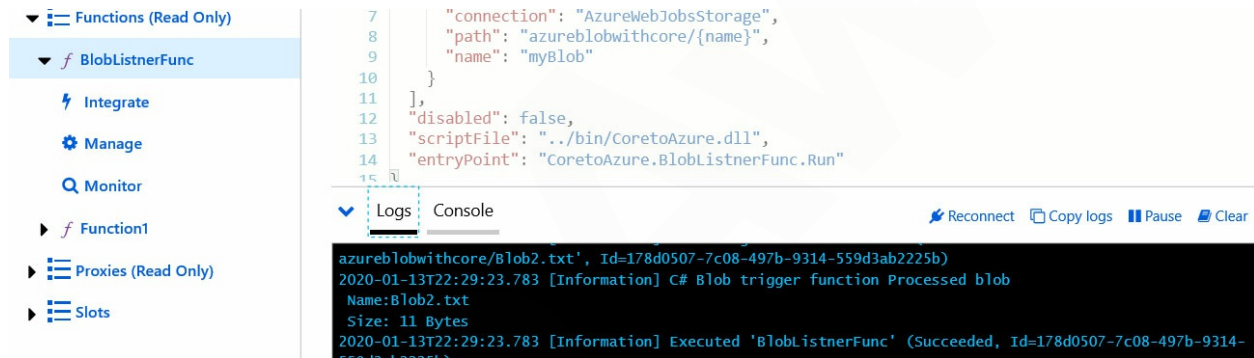 Functions (Read Only)
f BlobListnerFunc
Integrate
Manage
Monitor
f Function1
Proxies (Read Only)
Slots
7 "connection": "AzureWebJobsStorage",
8 "path": "azureblobwithcore/{name}",
9 "name": "myBlob"
10 }
11 ],
12 "disabled": false,
13 "scriptFile": "../bin/CoretoAzure.dll",
14 "entryPoint": "CoretoAzure.BlobListnerFunc.Run"
15 }
Logs Console Reconnect Copy logs Pause Clear
azureblobwithcore/Blob2.txt', Id=178d0507-7c08-497b-9314-559d3ab2225b)
2020-01-13T22:29:23.783 [Information] C# Blob trigger function Processed blob
Name:Blob2.txt
Size: 11 Bytes
2020-01-13T22:29:23.783 [Information] Executed 'BlobListnerFunc' (Succeeded, Id=178d0507-7c08-497b-9314-